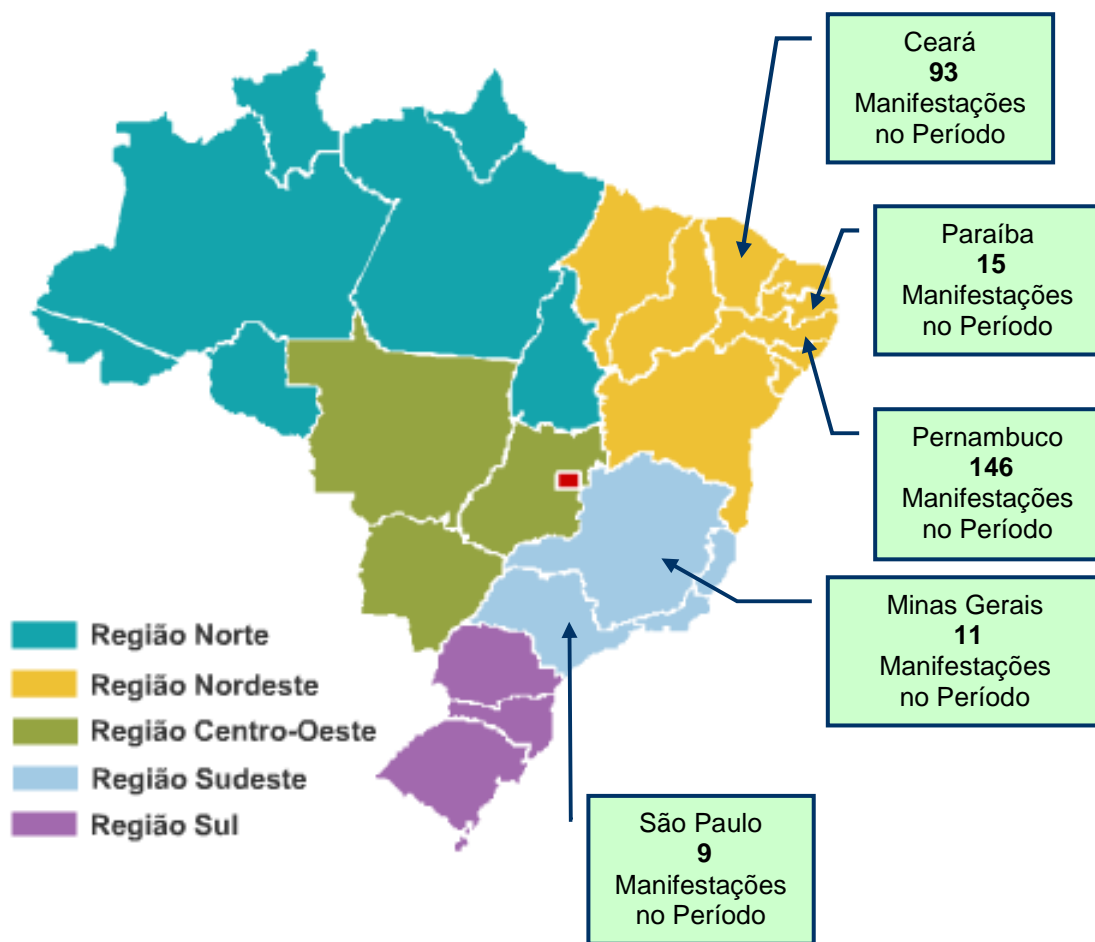 Ceará
93
Manifestações
no Período
Paraíba
15
Manifestações
no Período
Pernambuco
146
Manifestações
no Período
Minas Gerais
11
Manifestações
no Período
São Paulo
9
Manifestações
no Período
Região Norte
Região Nordeste
Região Centro-Oeste
Região Sudeste
Região Sul